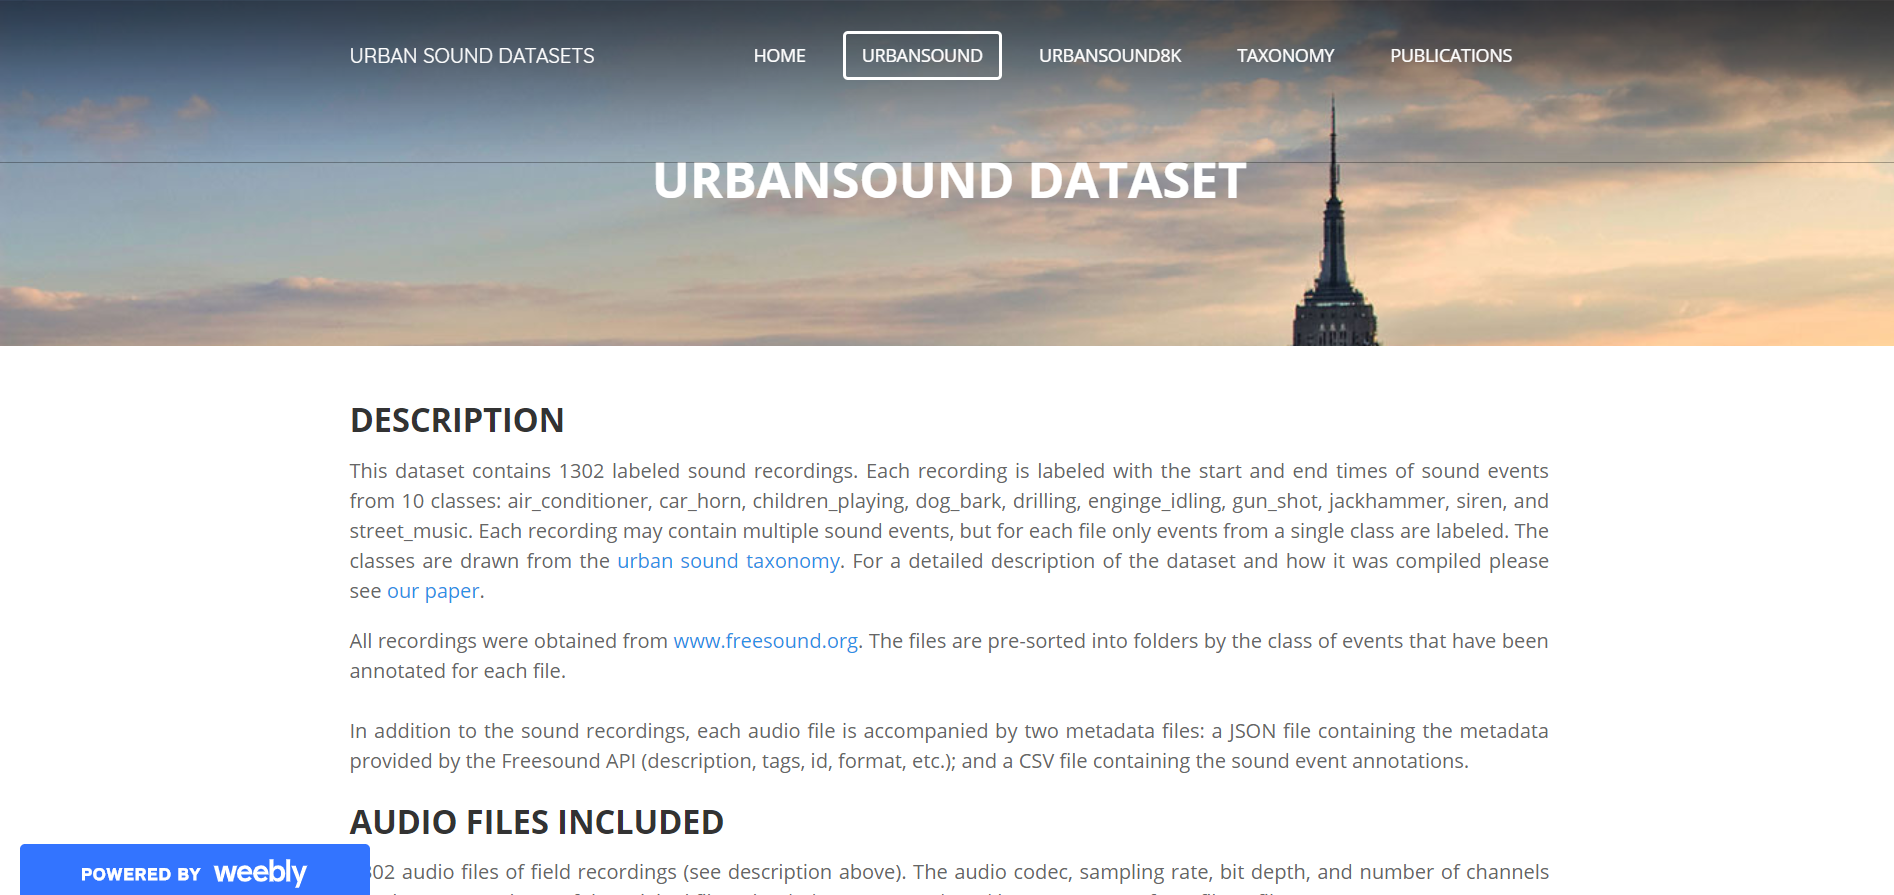 URBAN SOUND DATASETS
HOME
URBANSOUND
URBANSOUND8K
TAXONOMY
PUBLICATIONS
URBANSOUND DATASET
DESCRIPTION
This dataset contains 1302 labeled sound recordings. Each recording is labeled with the start and end times of sound events
from 10 classes: air_conditioner, car_horn, children_playing, dog_bark, drilling, enginge_idling, gun_shot, jackhammer, siren, and
street_music. Each recording may contain multiple sound events, but for each file only events from a single class are labeled. The
classes are drawn from the urban sound taxonomy. For a detailed description of the dataset and how it was compiled please
see our paper.
All recordings were obtained from www.freesound.org. The files are pre-sorted into folders by the class of events that have been
annotated for each file.
In addition to the sound recordings, each audio file is accompanied by two metadata files: a JSON file containing the metadata
provided by the Freesound API (description, tags, id, format, etc.); and a CSV file containing the sound event annotations.
AUDIO FILES INCLUDED
302 audio files of field recordings (see description above). The audio codec, sampling rate, bit depth, and number of channels
POWERED BY weebly